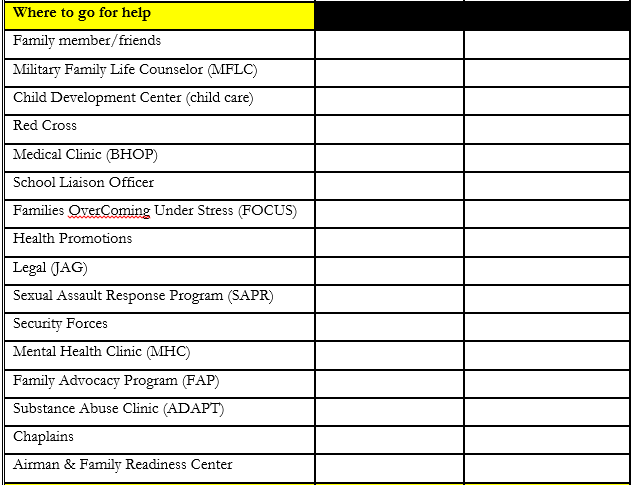 Where to go for help
Family member/friends
Military Family Life Counselor (MFLC)
Child Development Center (child care)
Red Cross
Medical Clinic (BHOP)
School Liaison Officer
Families OverComing Under Stress (FOCUS)
Health Promotions
Legal (JAG)
Sexual Assault Response Program (SAPR)
Security Forces
Mental Health Clinic (MHC)
Family Advocacy Program (FAP)
Substance Abuse Clinic (ADAPT)
Chaplains
Airman & Family Readiness Center